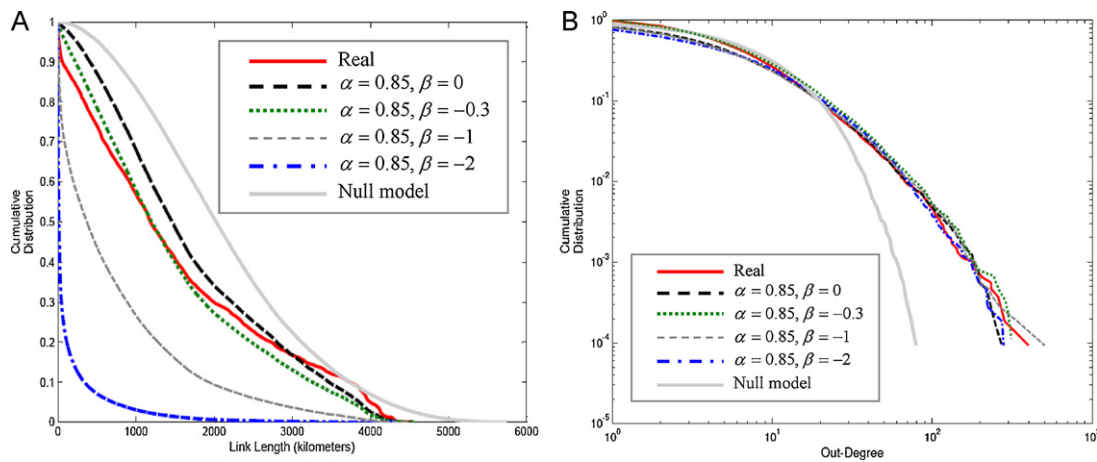 A
1
0.9
0.8
0.7
0.6
0.5
0.4
0.3
0.2
0.1
0
Cumulative
Distribution
0 1000 2000 3000 4000 5000 6000
Link Length (kilometers)
Real
α = 0.85, β = 0
α = 0.85, β = −0.3
α = 0.85, β = −1
α = 0.85, β = −2
Null model
B
10^0
10^-1
10^-2
10^-3
10^-4
10^-5
Cumulative
Distribution
10^0 10^1 10^2 10^3
Out-Degree
Real
α = 0.85, β = 0
α = 0.85, β = −0.3
α = 0.85, β = −1
α = 0.85, β = −2
Null model